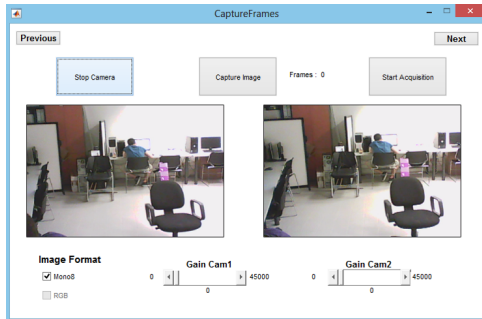 CaptureFrames
Previous
Next
Stop Camera
Capture Image
Frames : 0
Start Acquisition
Image Format
Mono8
RGB
Gain Cam1
0
45000
0
Gain Cam2
0
45000
0